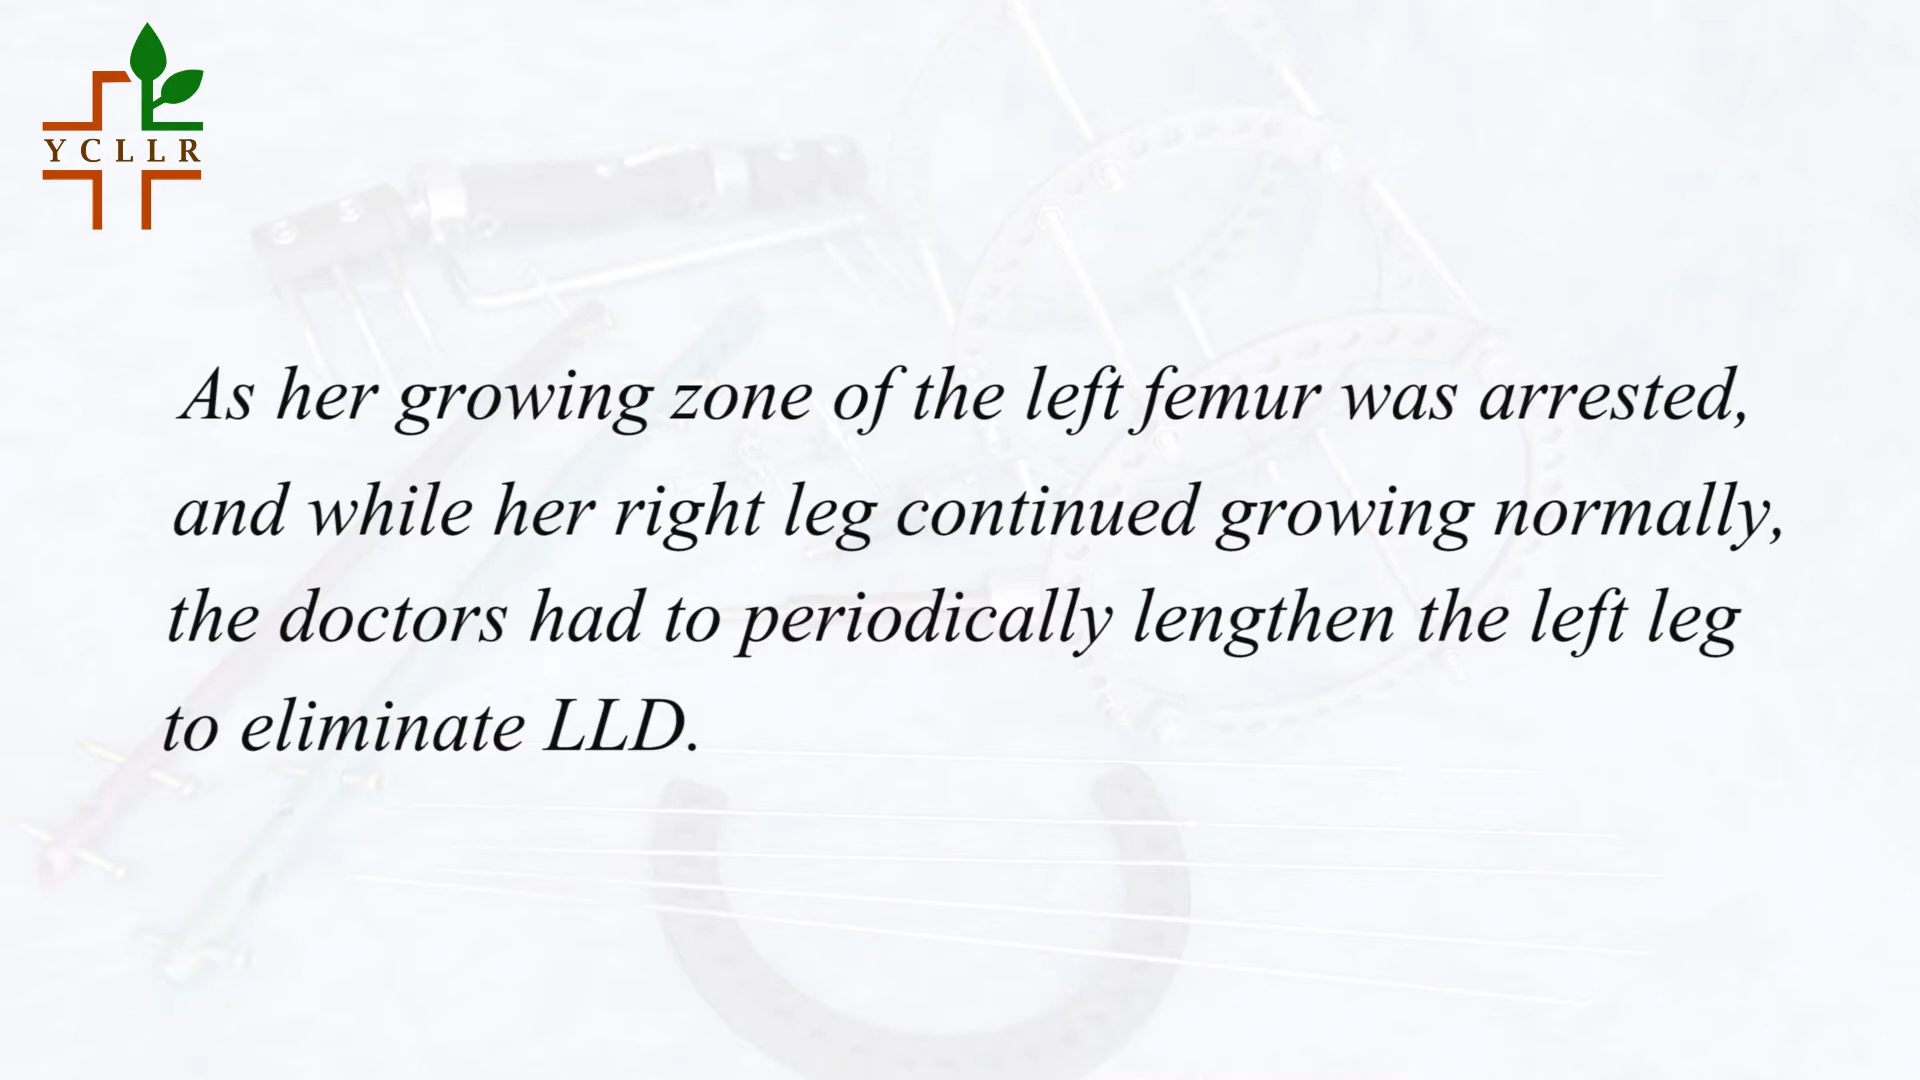 YCLLR
As her growing zone of the left femur was arrested,
and while her right leg continued growing normally,
the doctors had to periodically lengthen the left leg
to eliminate LLD.